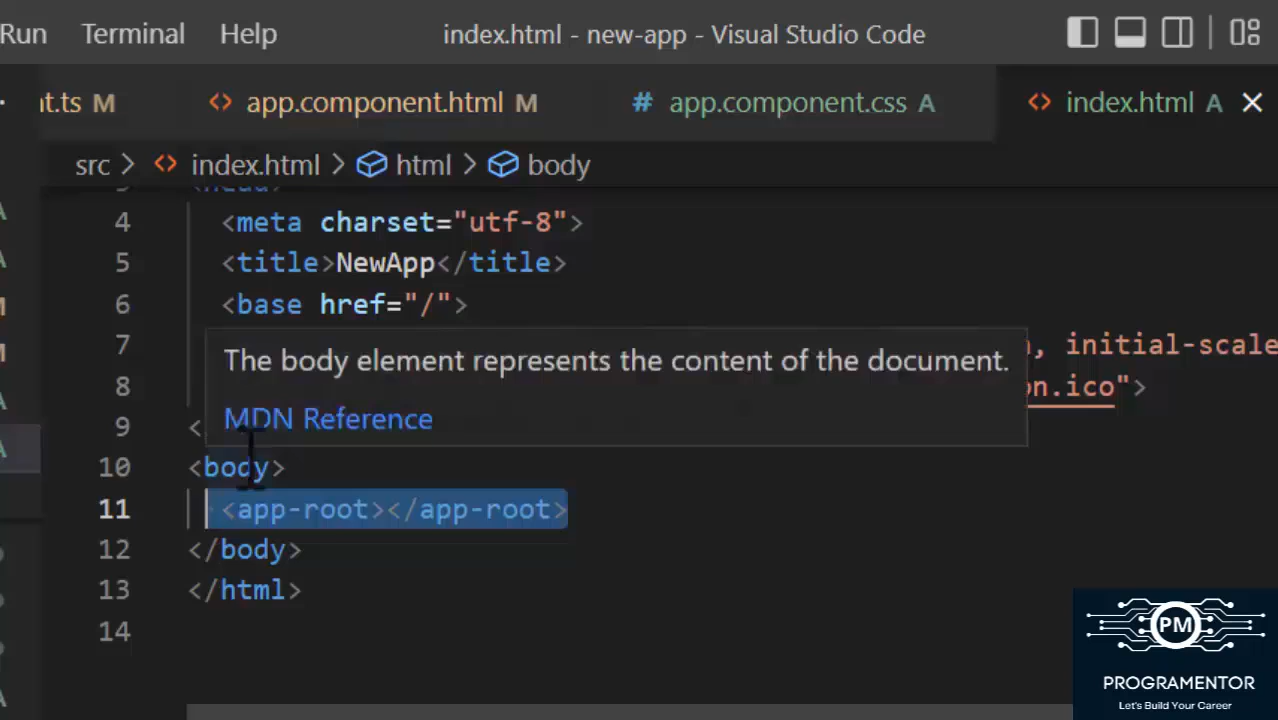 Run Terminal Help index.html - new-app - Visual Studio Code
nt.ts M <> app.component.html M # app.component.css A <> index.html A ×
src > <> index.html > html > body
4 <meta charset="utf-8">
5 <title>NewApp</title>
6 <base href="/">
7 , initial-scale
8 on.ico">
The body element represents the content of the document.
MDN Reference
9 <
10 <body>
11 <app-root></app-root>
12 </body>
13 </html>
14
PM
PROGRAMENTOR
Let's Build Your Career